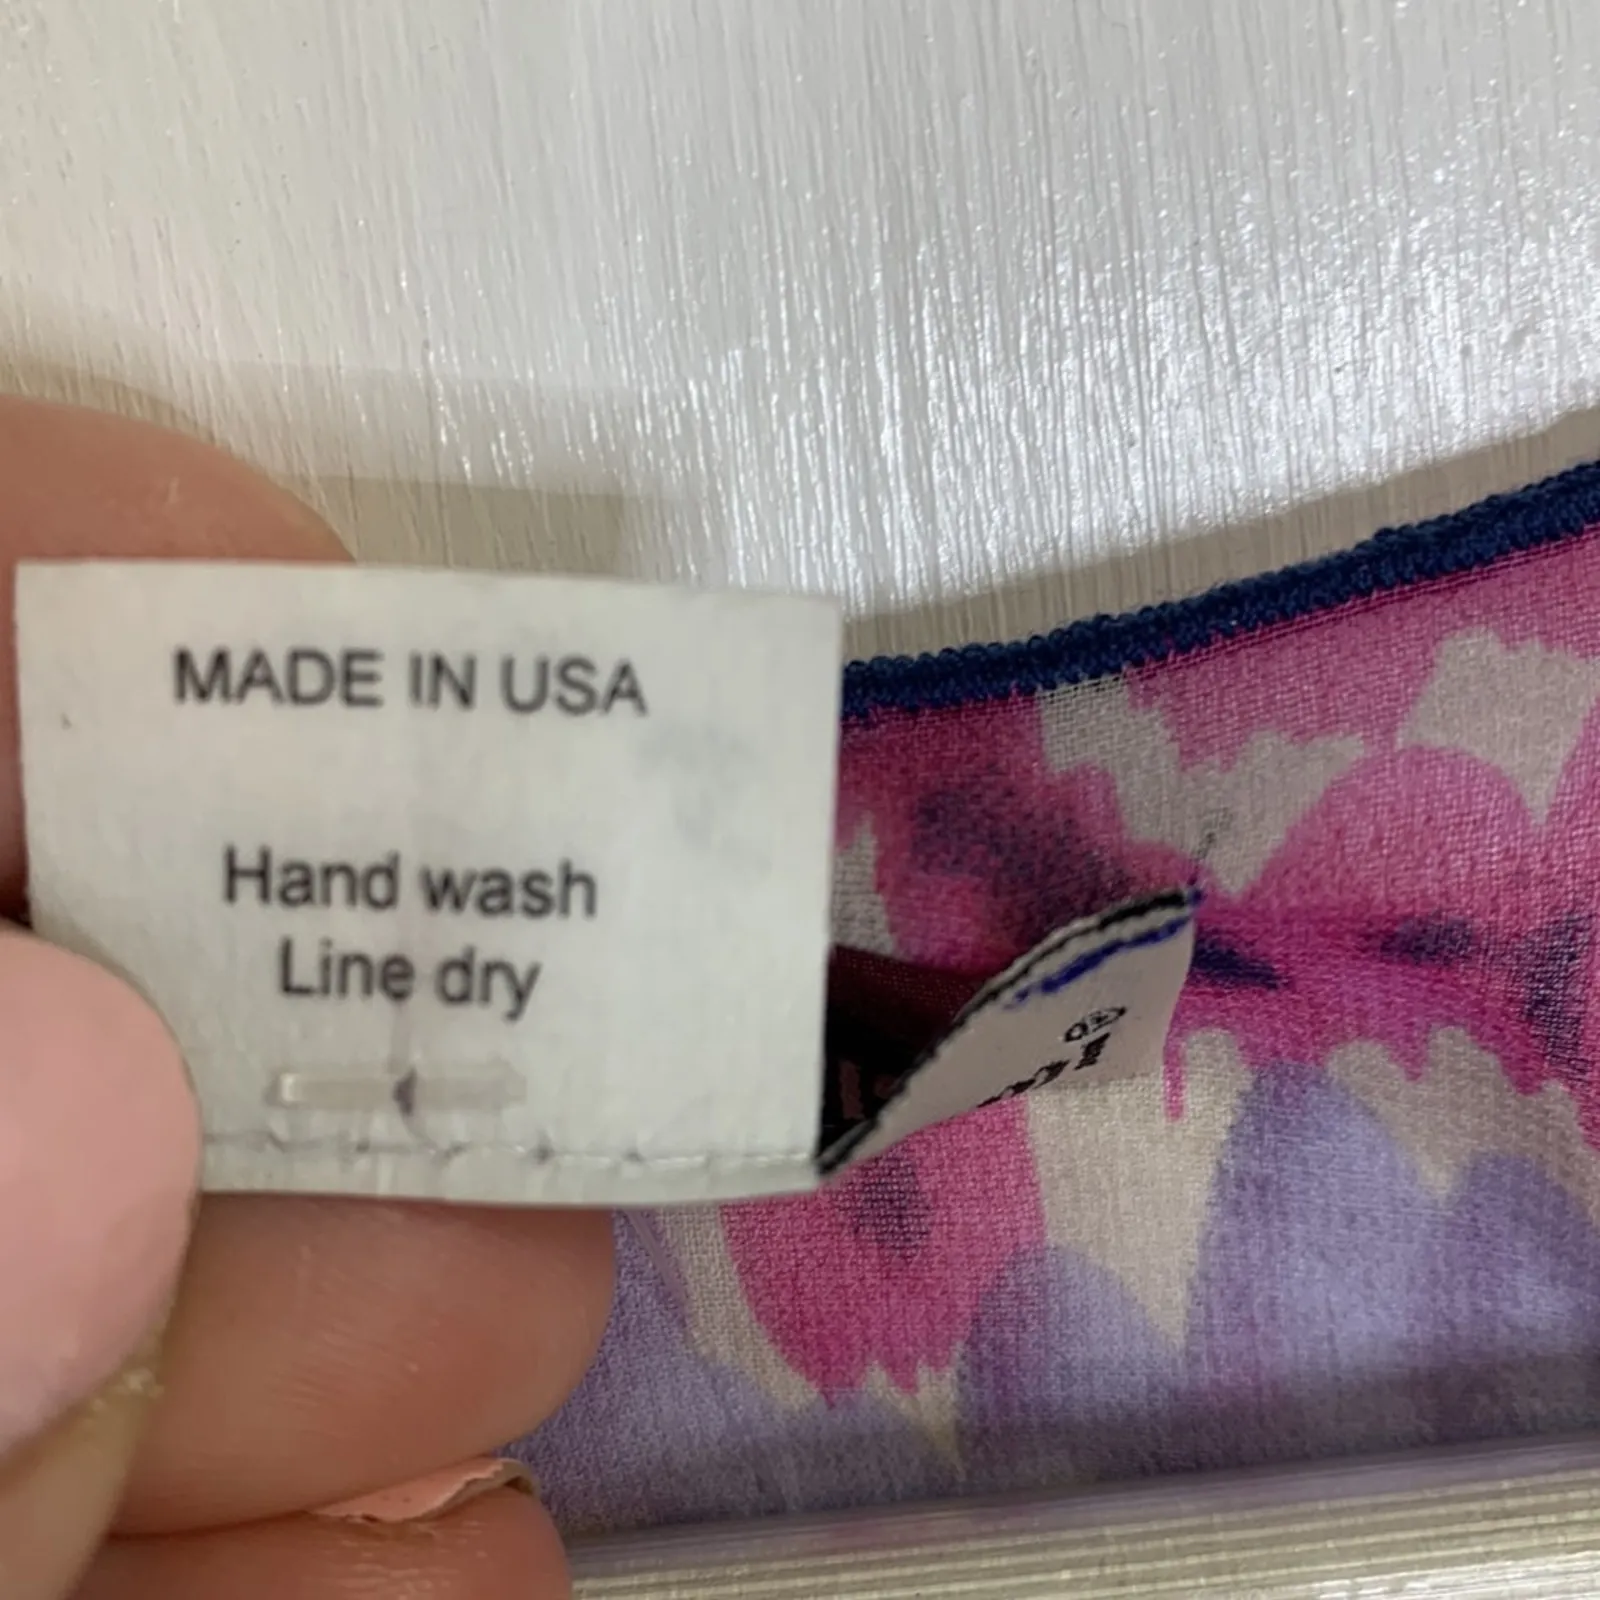 MADE IN USA
Hand wash
Line dry